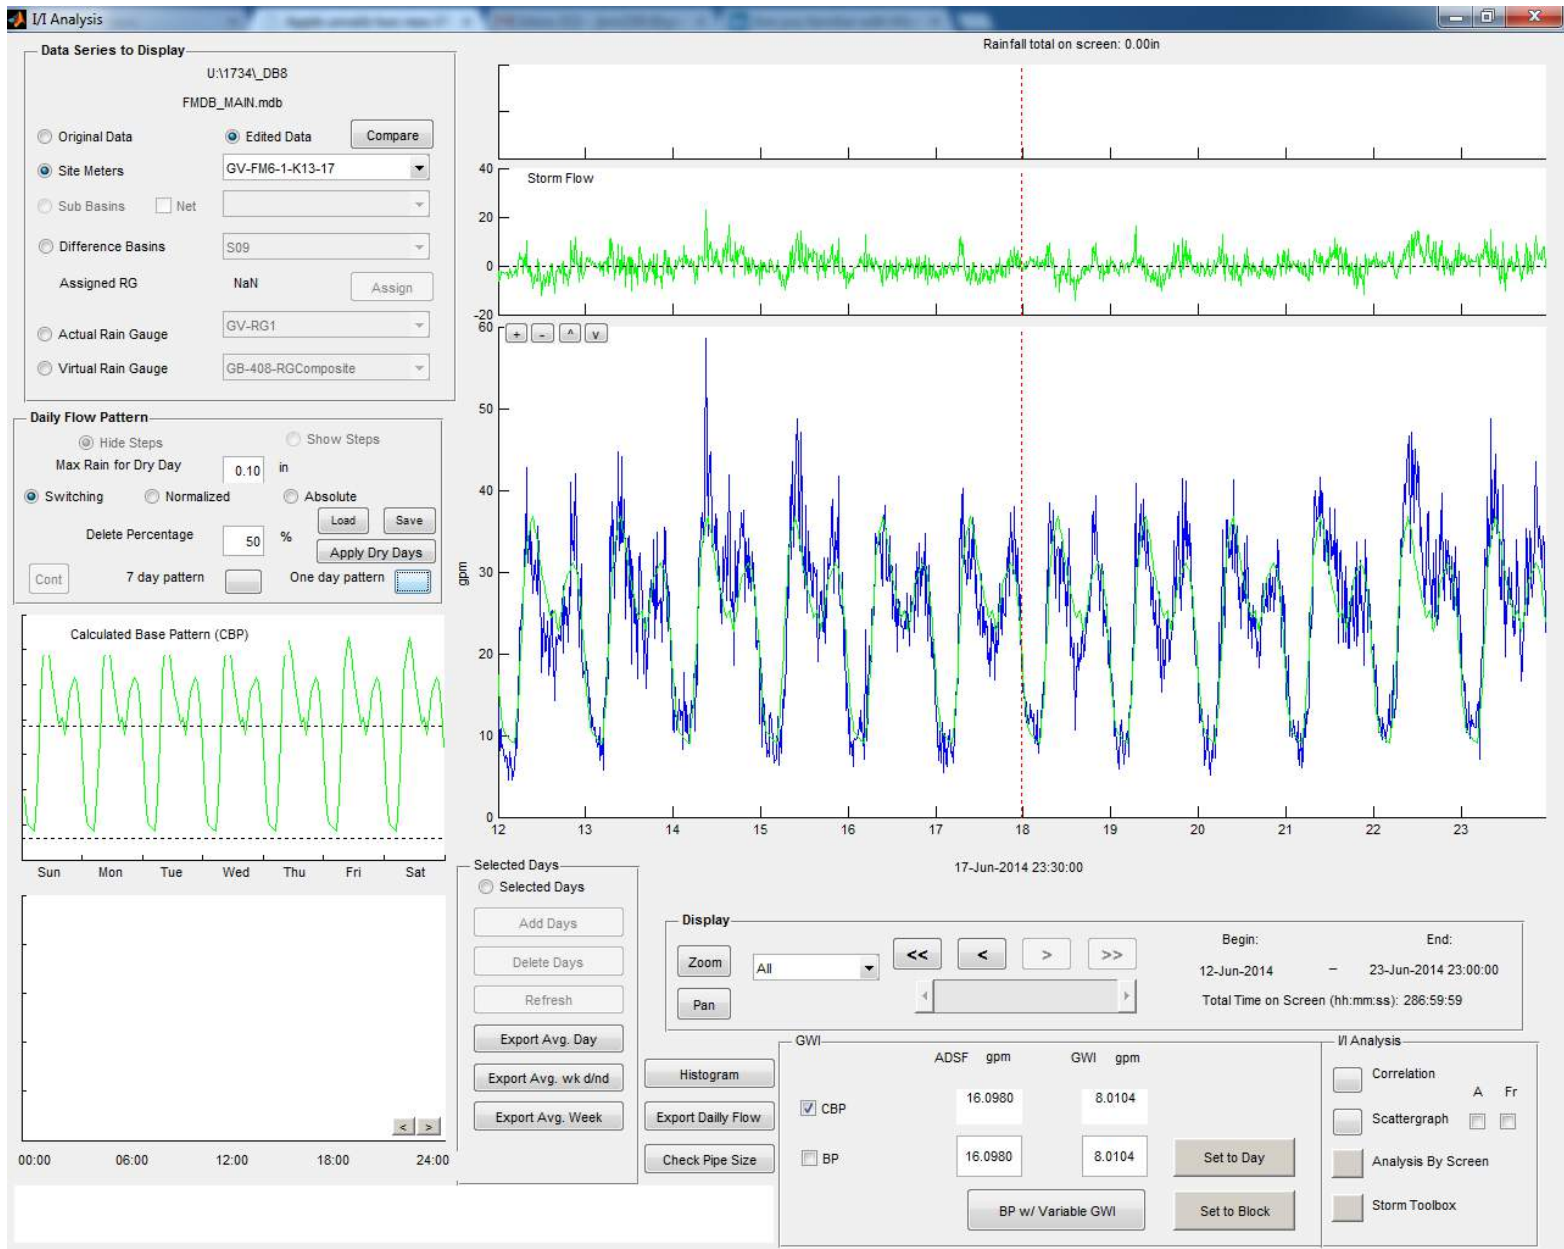 I/I Analysis
Data Series to Display
U:\1734\_DB8
FMDB_MAIN.mdb
Original Data
Edited Data
Compare
Site Meters
GV-FM6-1-K13-17
Sub Basins
Net
Difference Basins
S09
Assigned RG
NaN
Assign
Actual Rain Gauge
GV-RG1
Virtual Rain Gauge
GB-408-RGComposite
Daily Flow Pattern
Hide Steps
Show Steps
Max Rain for Dry Day
0.10
in
Switching
Normalized
Absolute
Load
Save
Delete Percentage
50
%
Apply Dry Days
Cont
7 day pattern
One day pattern
Calculated Base Pattern (CBP)
Sun Mon Tue Wed Thu Fri Sat
< >
00:00 06:00 12:00 18:00 24:00
Rainfall total on screen: 0.00in
Storm Flow
40
20
0
-20
+ - ^ v
60
50
40
30
20
10
0
gpm
12 13 14 15 16 17 18 19 20 21 22 23
17-Jun-2014 23:30:00
Selected Days
Selected Days
Add Days
Delete Days
Refresh
Export Avg. Day
Export Avg. wk d/nd
Export Avg. Week
Histogram
Export Dailly Flow
Check Pipe Size
Display
Zoom
Pan
All
<< < > >>
Begin:
End:
12-Jun-2014 – 23-Jun-2014 23:00:00
Total Time on Screen (hh:mm:ss): 286:59:59
GWI
ADSF gpm
GWI gpm
CBP
16.0980
8.0104
BP
16.0980
8.0104
Set to Day
BP w/ Variable GWI
Set to Block
I/I Analysis
Correlation
A Fr
Scattergraph
Analysis By Screen
Storm Toolbox